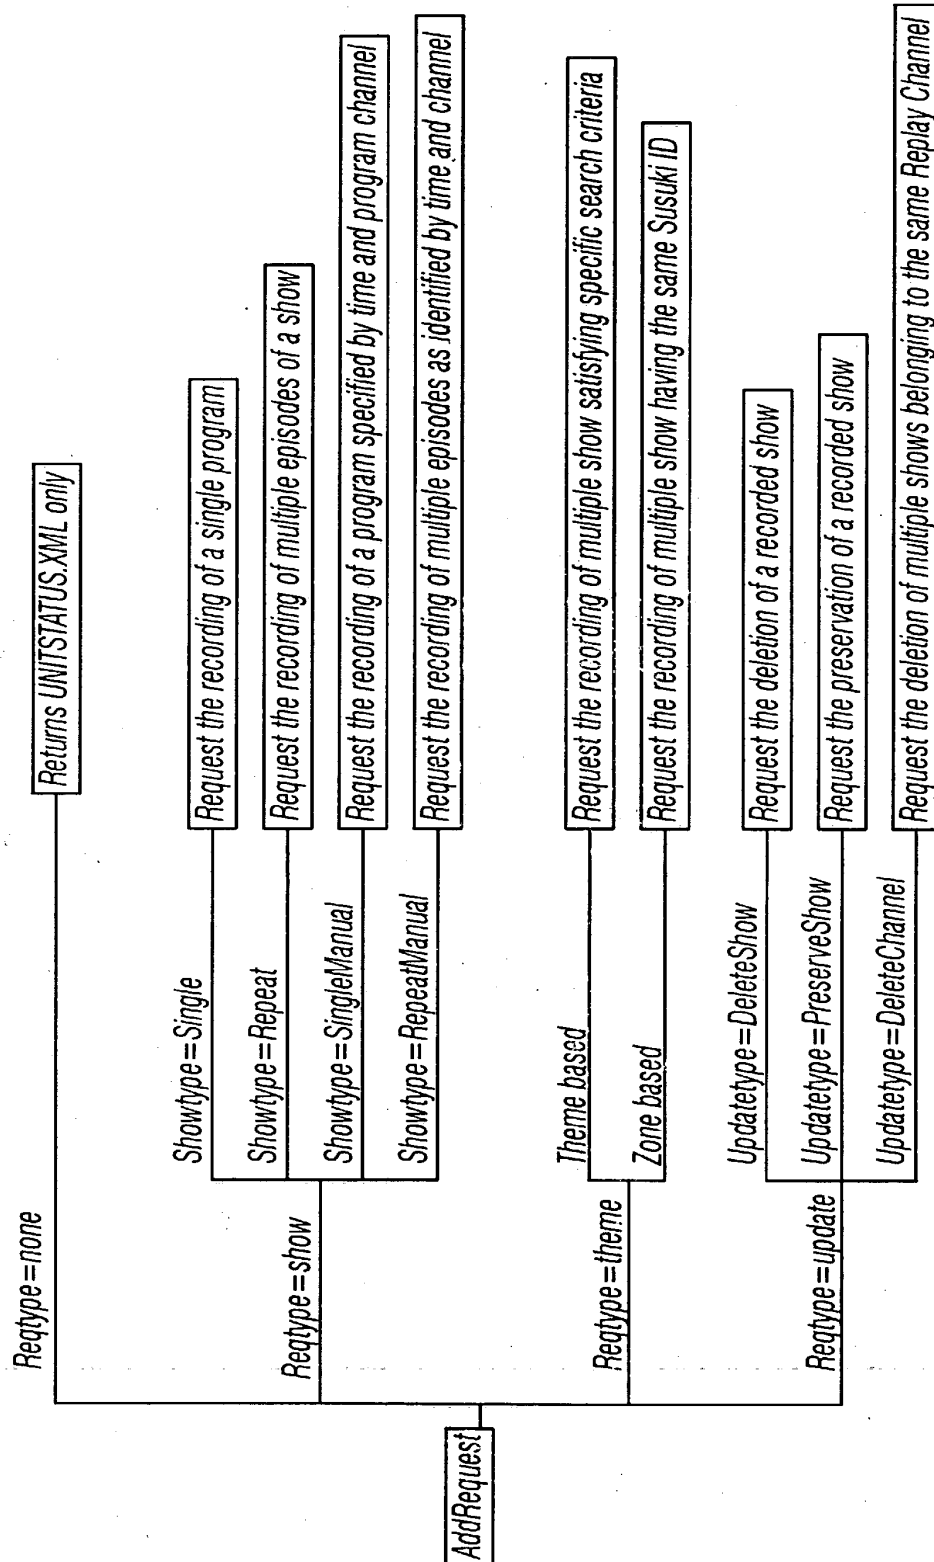 AddRequest
Reqtype=none
Returns UNITSTATUS.XML only
Reqtype=show
Showtype=Single
Request the recording of a single program
Showtype=Repeat
Request the recording of multiple episodes of a show
Showtype=SingleManual
Request the recording of a program specified by time and program channel
Showtype=RepeatManual
Request the recording of multiple episodes as identified by time and channel
Reqtype=theme
Theme based
Request the recording of multiple show satisfying specific search criteria
Zone based
Request the recording of multiple show having the same Susuki ID
Reqtype=update
Updatetype=DeleteShow
Request the deletion of a recorded show
Updatetype=PreserveShow
Request the preservation of a recorded show
Updatetype=DeleteChannel
Request the deletion of multiple shows belonging to the same Replay Channel